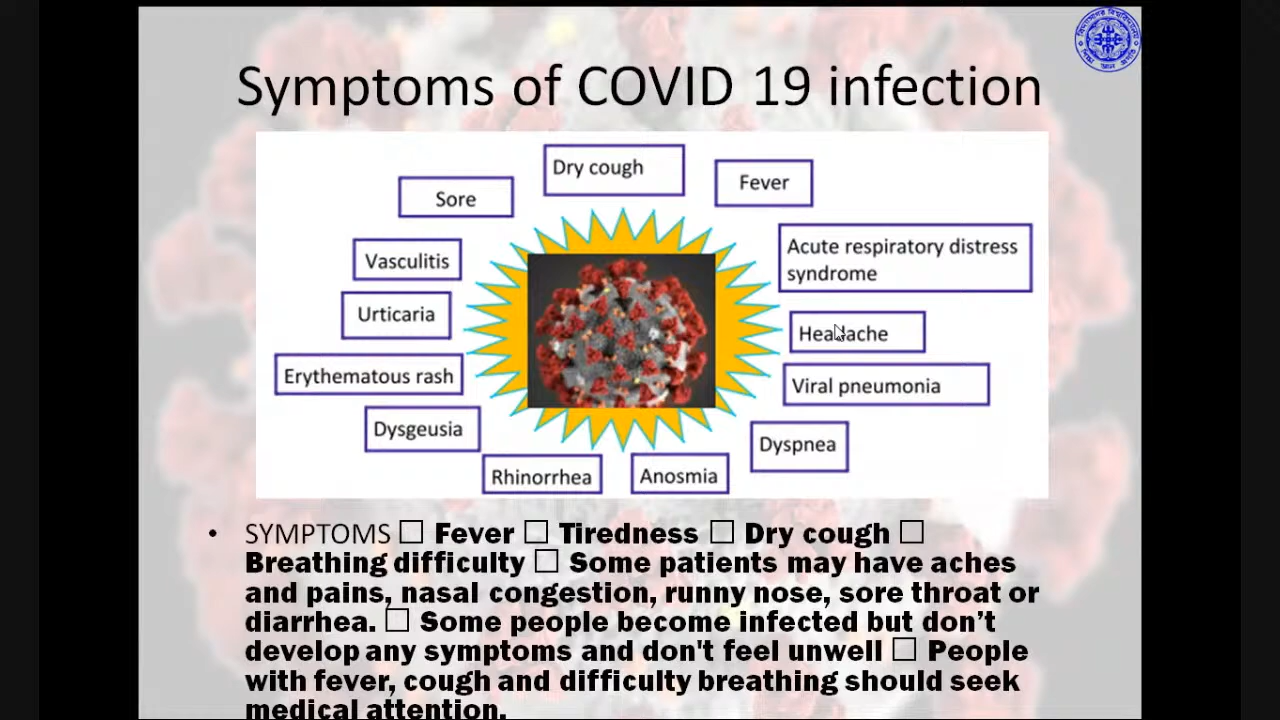 Symptoms of COVID 19 infection
Dry cough
Fever
Sore
Acute respiratory distress
syndrome
Vasculitis
Urticaria
Headache
Erythematous rash
Viral pneumonia
Dysgeusia
Dyspnea
Rhinorrhea
Anosmia
• SYMPTOMS ☐ Fever ☐ Tiredness ☐ Dry cough ☐
Breathing difficulty ☐ Some patients may have aches
and pains, nasal congestion, runny nose, sore throat or
diarrhea. ☐ Some people become infected but don’t
develop any symptoms and don't feel unwell ☐ People
with fever, cough and difficulty breathing should seek
medical attention.